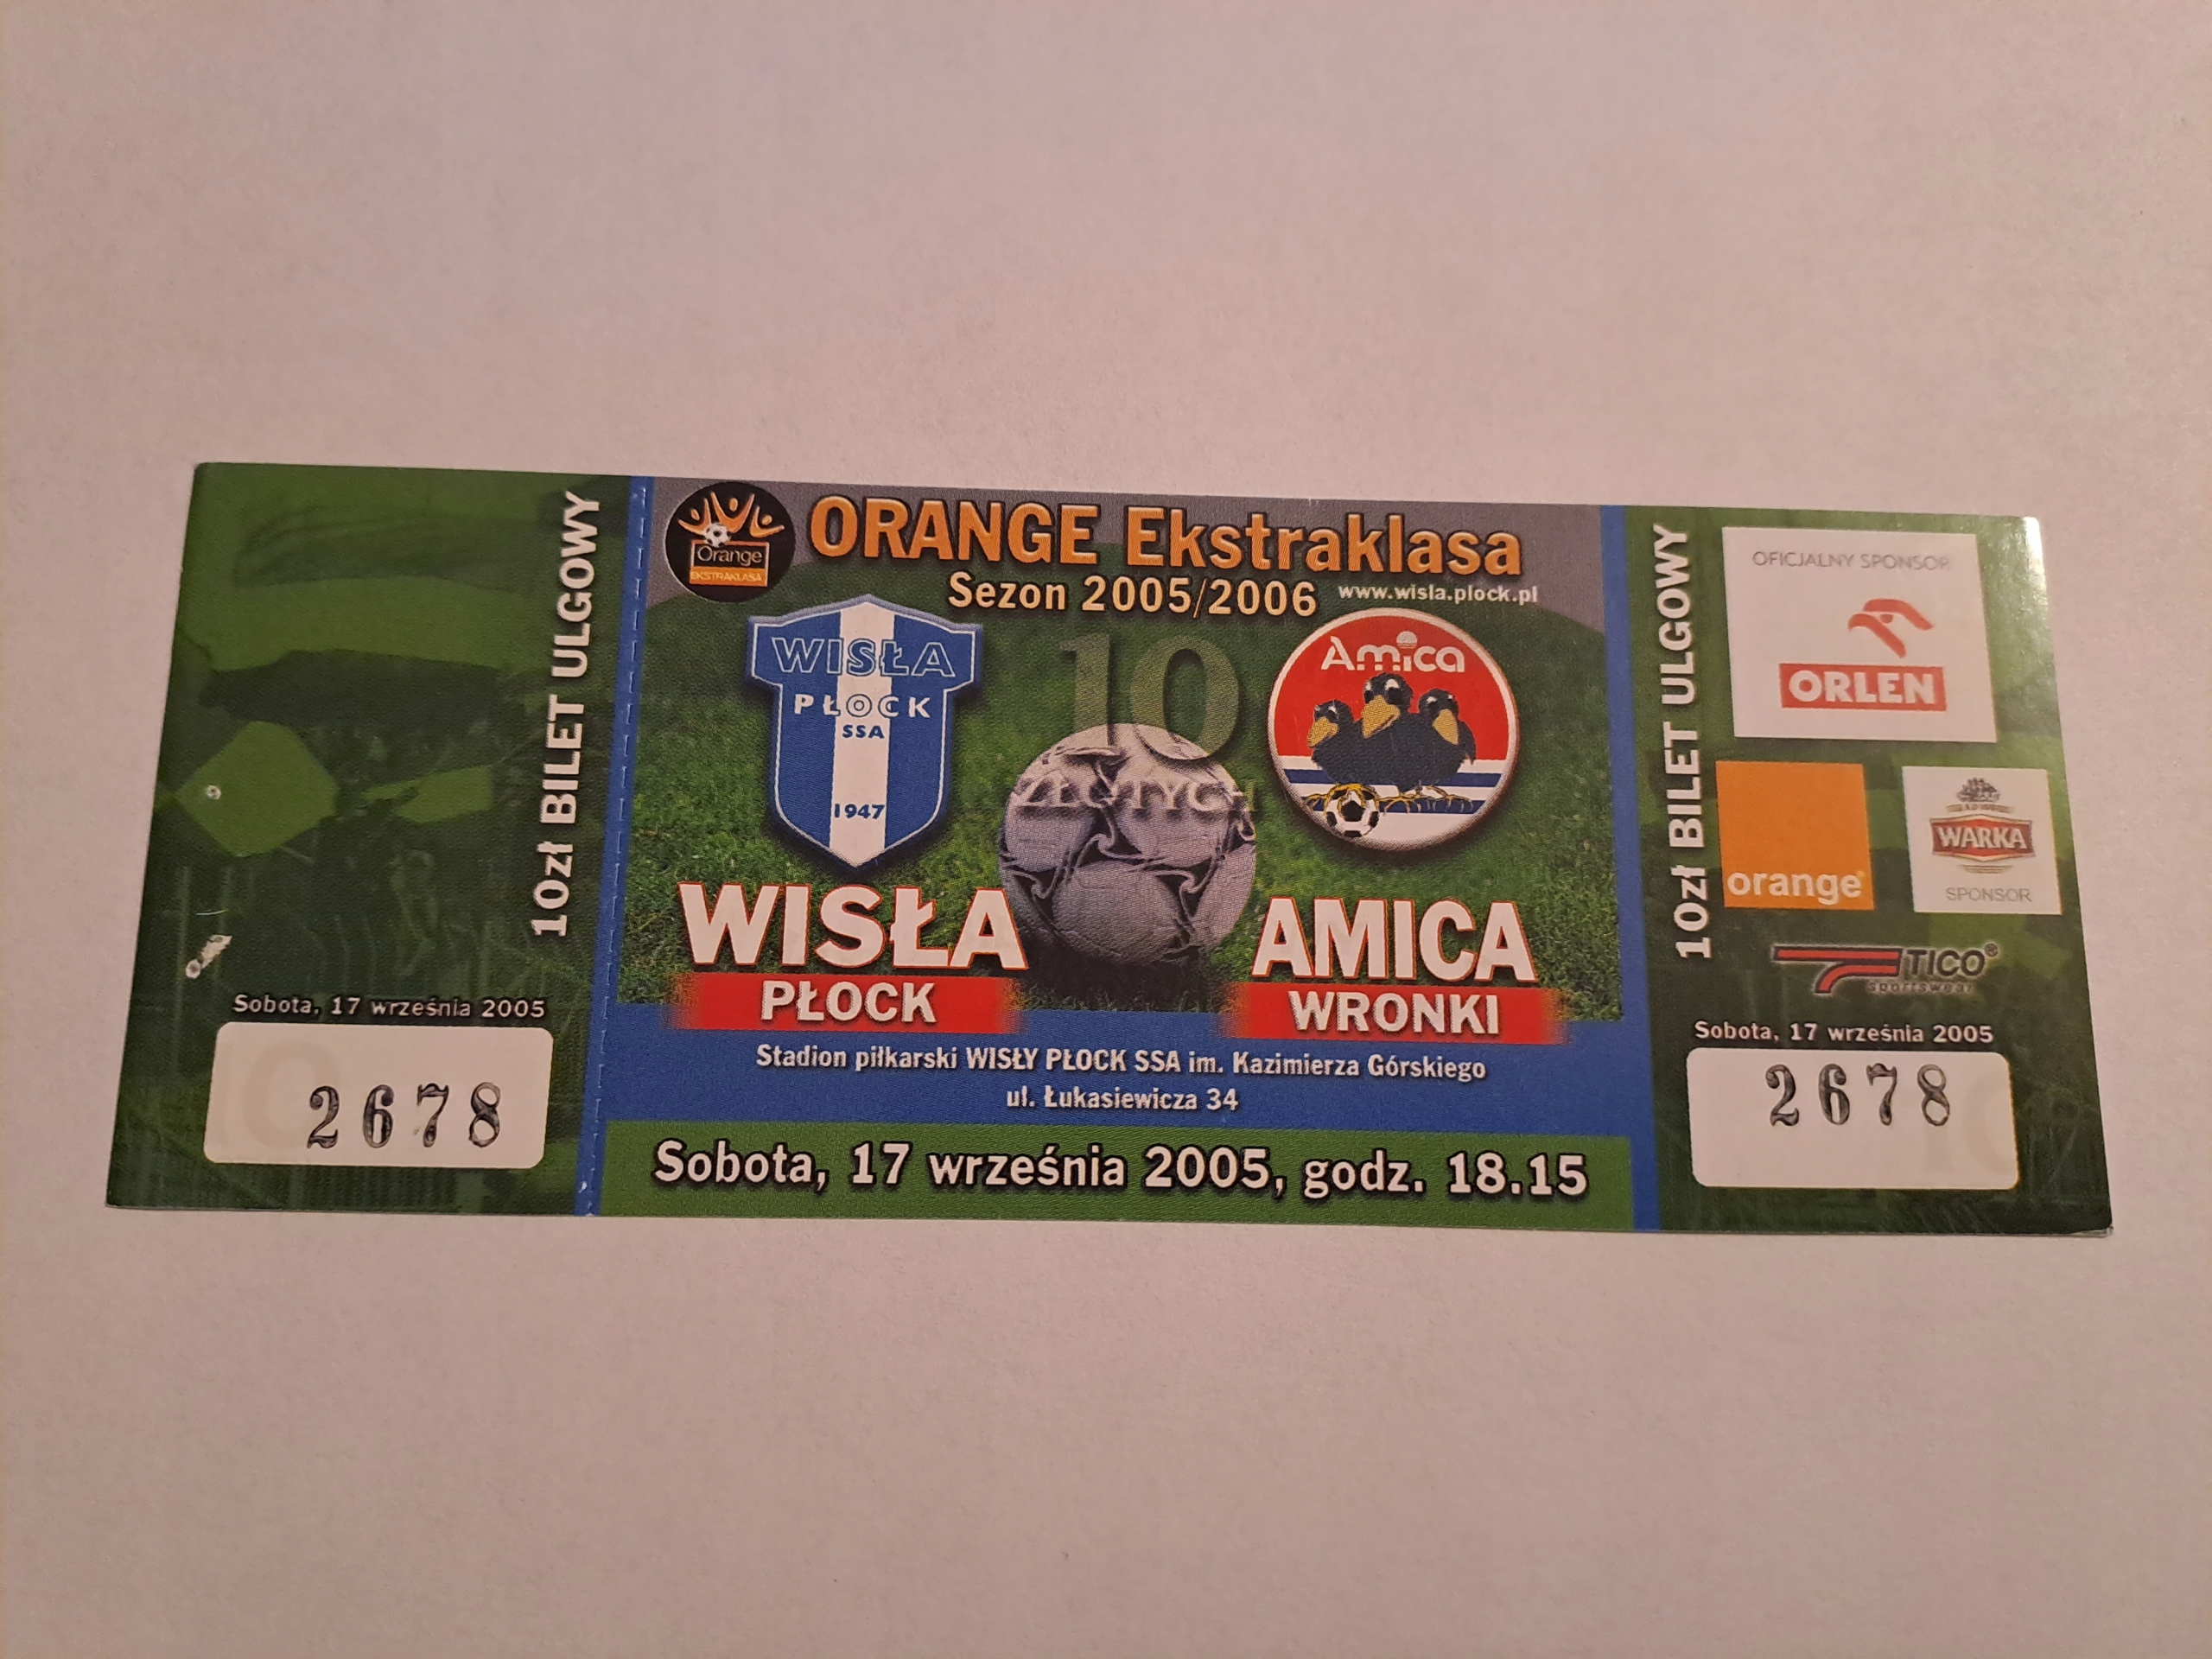 10zł BILET ULGOWY
Sobota, 17 września 2005
2678
Orange
EKSTRAKLASA
ORANGE Ekstraklasa
Sezon 2005/2006
www.wisla.plock.pl
WISŁA
PŁOCK
SSA
1947
10
ZŁOTYCH
Amica
WISŁA
PŁOCK
AMICA
WRONKI
Stadion piłkarski WISŁY PŁOCK SSA im. Kazimierza Górskiego
ul. Łukasiewicza 34
Sobota, 17 września 2005, godz. 18.15
10zł BILET ULGOWY
OFICJALNY SPONSOR
ORLEN
orange
WARKA
SPONSOR
TICO®
Sportswear
Sobota, 17 września 2005
2678